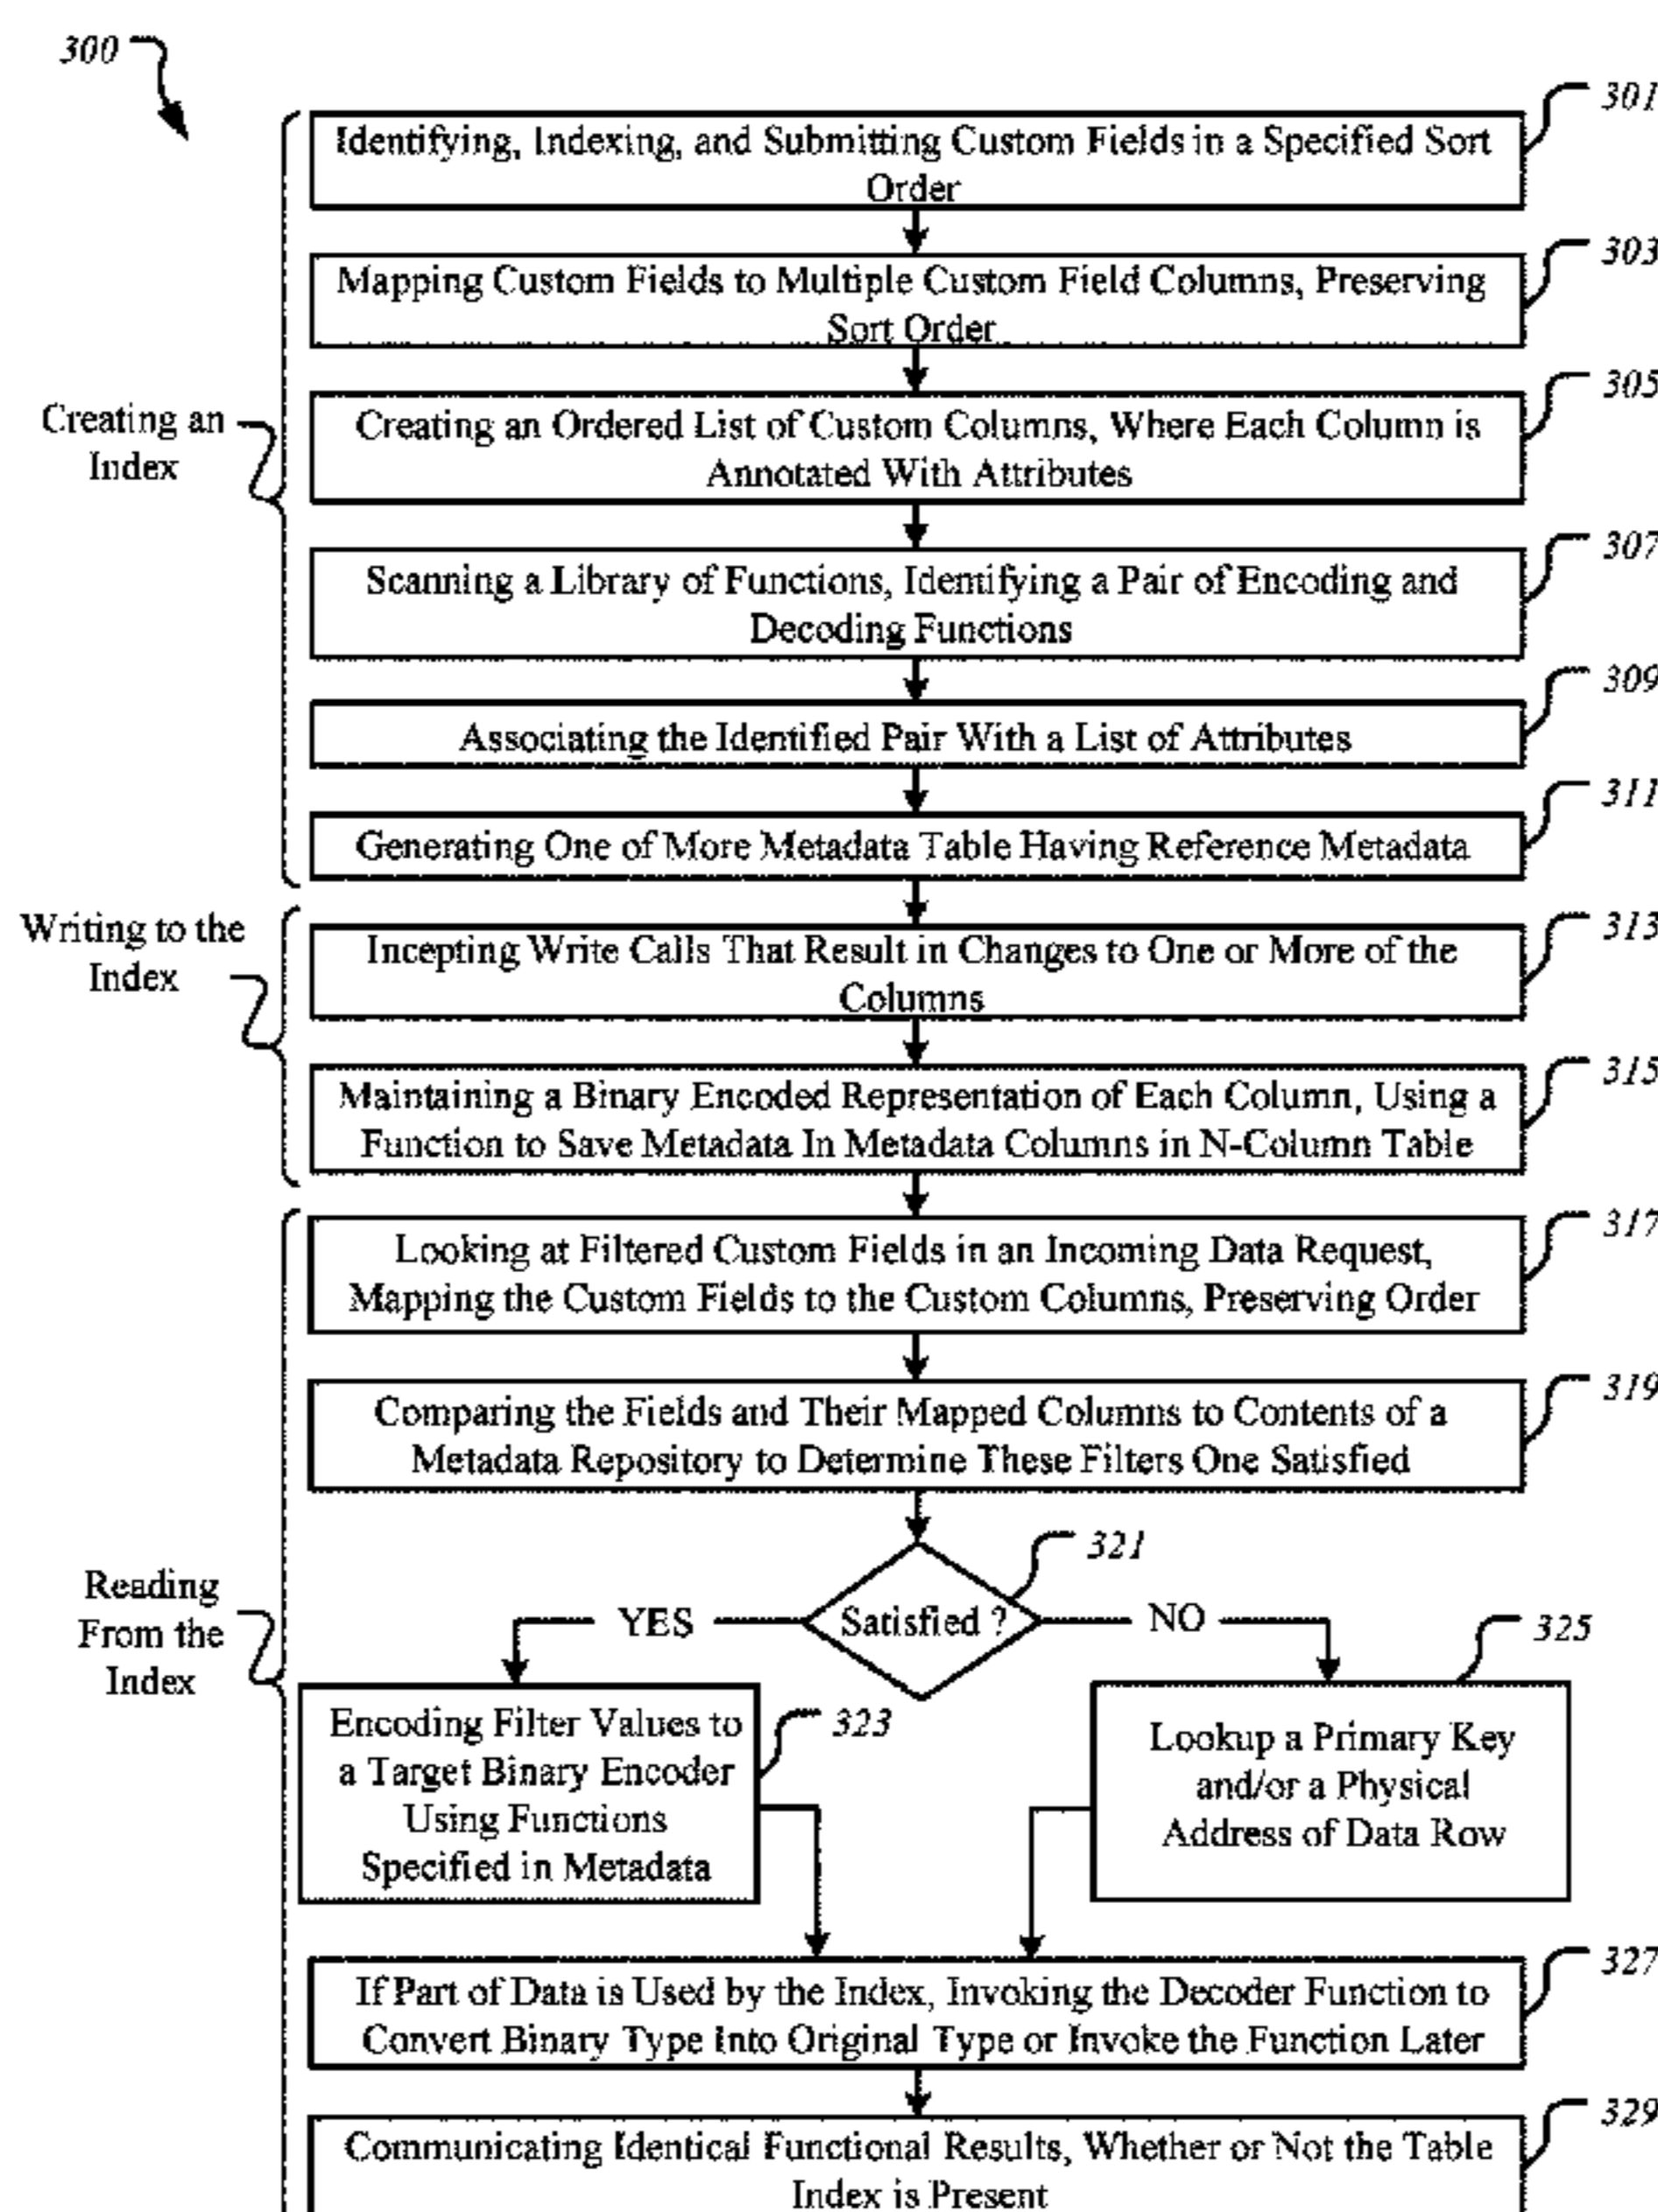 300
301
Identifying, Indexing, and Submitting Custom Fields in a Specified Sort
Order
303
Mapping Custom Fields to Multiple Custom Field Columns, Preserving
Sort Order
305
Creating an
Index
Creating an Ordered List of Custom Columns, Where Each Column is
Annotated With Attributes
307
Scanning a Library of Functions, Identifying a Pair of Encoding and
Decoding Functions
309
Associating the Identified Pair With a List of Attributes
311
Generating One of More Metadata Table Having Reference Metadata
Writing to the
Index
313
Incepting Write Calls That Result in Changes to One or More of the
Columns
315
Maintaining a Binary Encoded Representation of Each Column, Using a
Function to Save Metadata In Metadata Columns in N-Column Table
317
Looking at Filtered Custom Fields in an Incoming Data Request,
Mapping the Custom Fields to the Custom Columns, Preserving Order
319
Comparing the Fields and Their Mapped Columns to Contents of a
Metadata Repository to Determine These Filters One Satisfied
321
Reading
From the
Index
YES
Satisfied ?
NO
325
Encoding Filter Values to
a Target Binary Encoder
Using Functions
Specified in Metadata
323
Lookup a Primary Key
and/or a Physical
Address of Data Row
327
If Part of Data is Used by the Index, Invoking the Decoder Function to
Convert Binary Type Into Original Type or Invoke the Function Later
329
Communicating Identical Functional Results, Whether or Not the Table
Index is Present